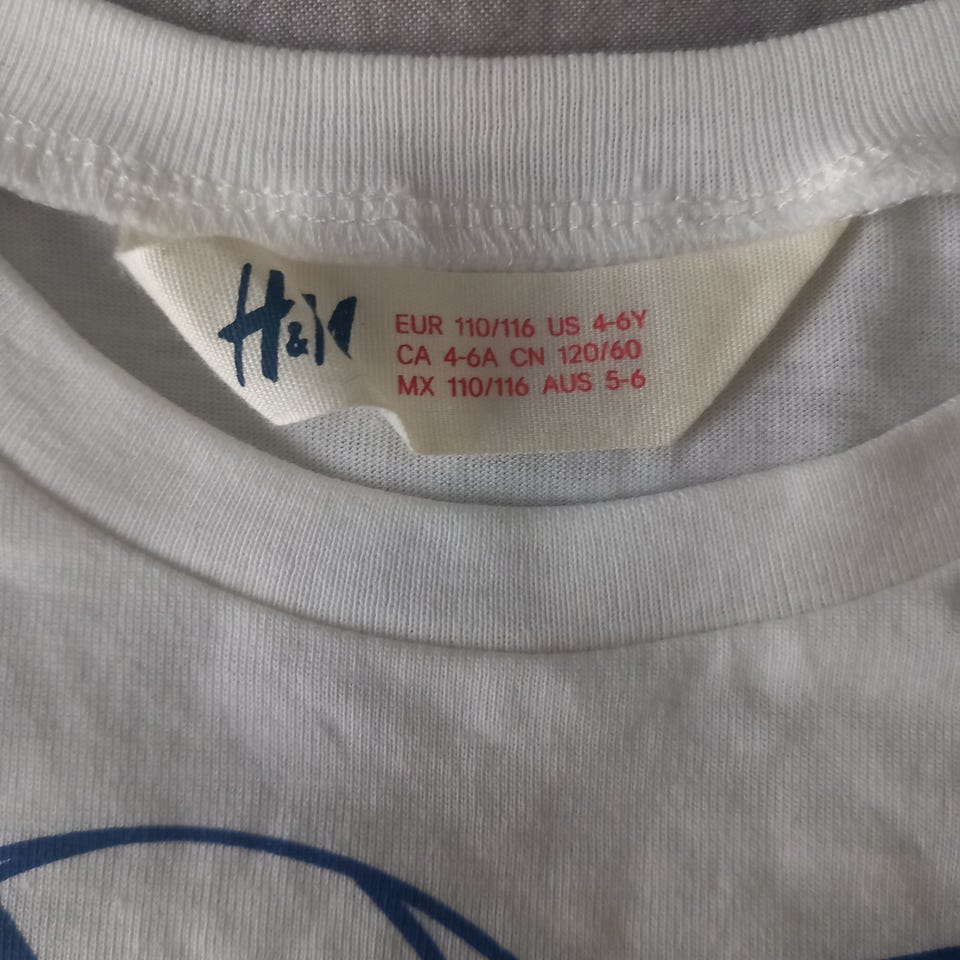 H&M
EUR 110/116 US 4-6Y
CA 4-6A CN 120/60
MX 110/116 AUS 5-6